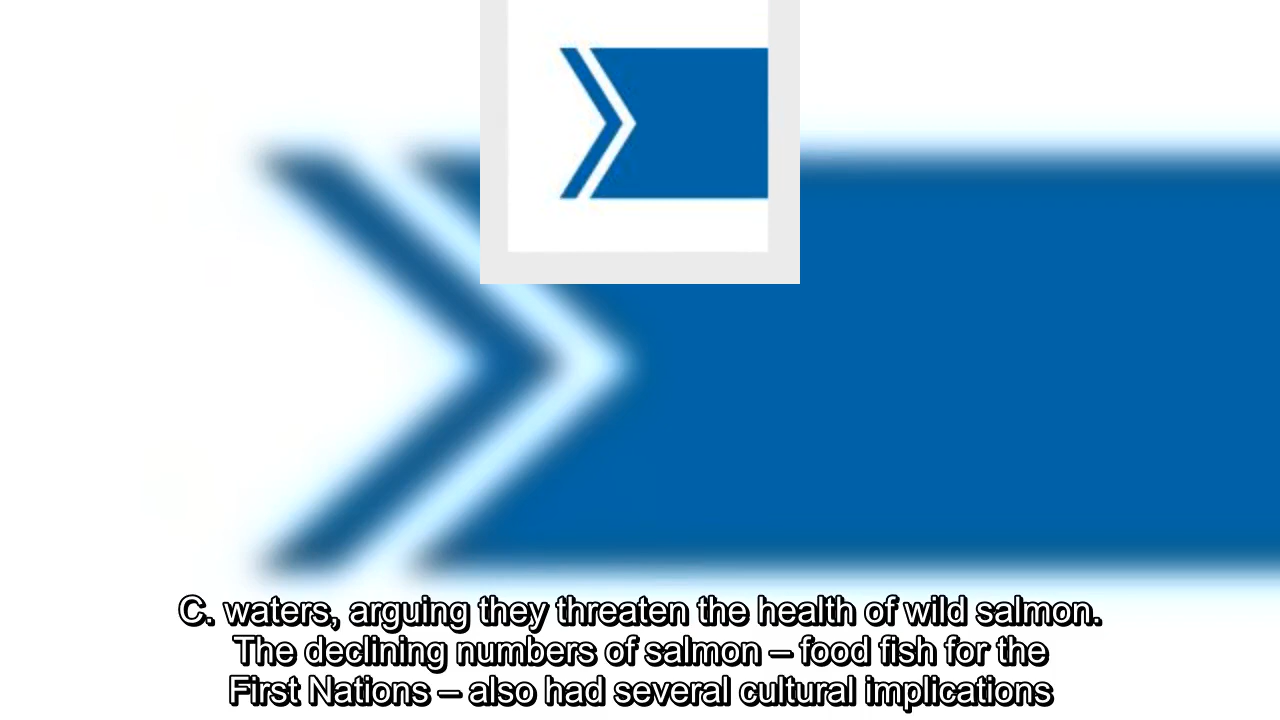 C. waters, arguing they threaten the health of wild salmon.
The declining numbers of salmon – food fish for the
First Nations – also had several cultural implications